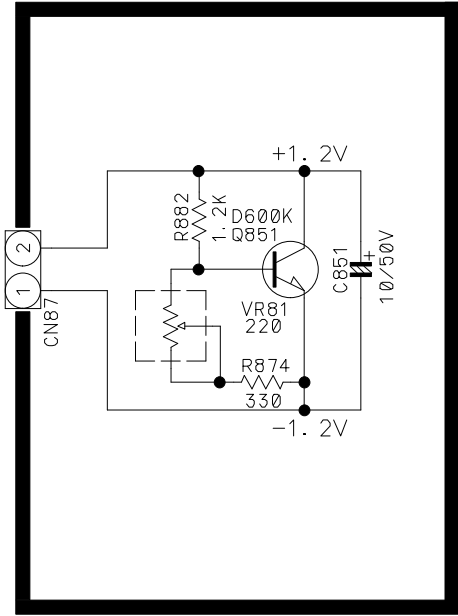 +1.2V
R882
1.2K
D600K
Q851
2
1
CN87
C851
+
10/50V
VR81
220
R874
330
-1.2V